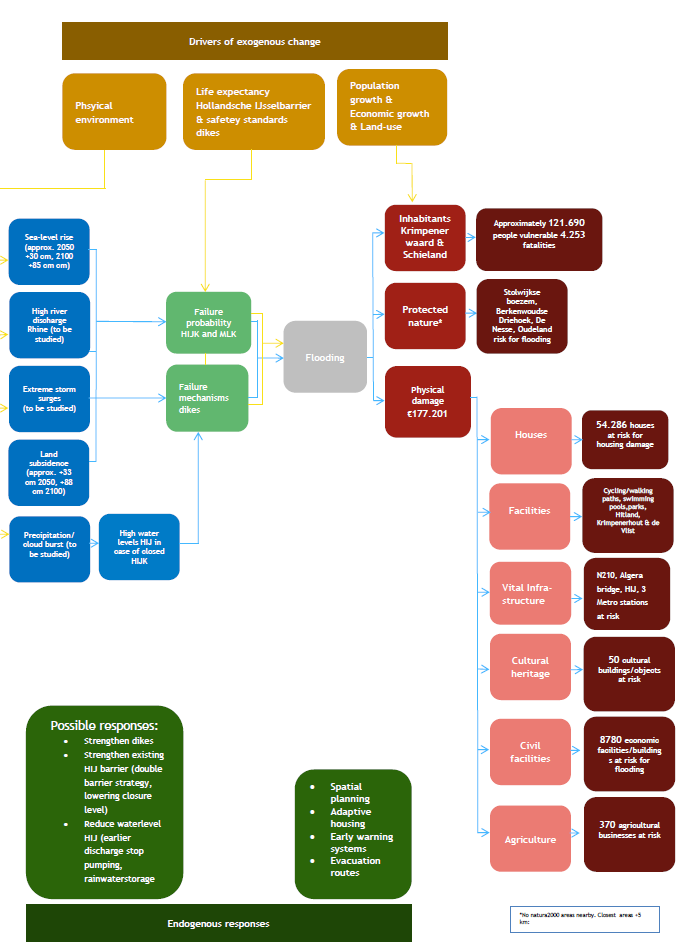 Drivers of exogenous change
Phsyical
environment
Life expectancy
Hollandsche IJsselbarrier
& safetey standards
dikes
Population
growth &
Economic growth
& Land-use
Sea-level rise
(approx. 2050
+30 cm, 2100
+85 cm cm)
High river
discharge
Rhine (to be
studied)
Extreme storm
surges
(to be studied)
Land
subsidence
(approx. +33
cm 2050, +88
cm 2100)
Precipitation/
cloud burst (to
be studied)
High water
levels HIJ in
case of closed
HIJK
Failure
probability
HIJK and MLK
Failure
mechanisms
dikes
Flooding
Inhabitants
Krimpener
waard &
Schieland
Approximately 121.690
people vulnerable 4.253
fatalities
Protected
nature*
Stolwijkse
boezem,
Berkenwoudse
Driehoek, De
Nesse, Oudeland
risk for flooding
Physical
damage
€177.201
Houses
54.286 houses
at risk for
housing damage
Facilities
Cycling/walking
paths, swimming
pools,parks,
Hitland,
Krimpenerhout & de
Vlist
Vital Infra-
structure
N210, Algera
bridge, HIJ, 3
Metro stations
at risk
Cultural
heritage
50 cultural
buildings/objects
at risk
Civil
facilities
8780 economic
facilities/building
s at risk for
flooding
Agriculture
370 agricultural
businesses at risk
Possible responses:
• Strengthen dikes
• Strengthen existing
HIJ barrier (double
barrier strategy,
lowering closure
level)
• Reduce waterlevel
HIJ (earlier
discharge stop
pumping,
rainwaterstorage
• Spatial
planning
• Adaptive
housing
• Early warning
systems
• Evacuation
routes
Endogenous responses
*No natura2000 areas nearby. Closest areas +5
km: